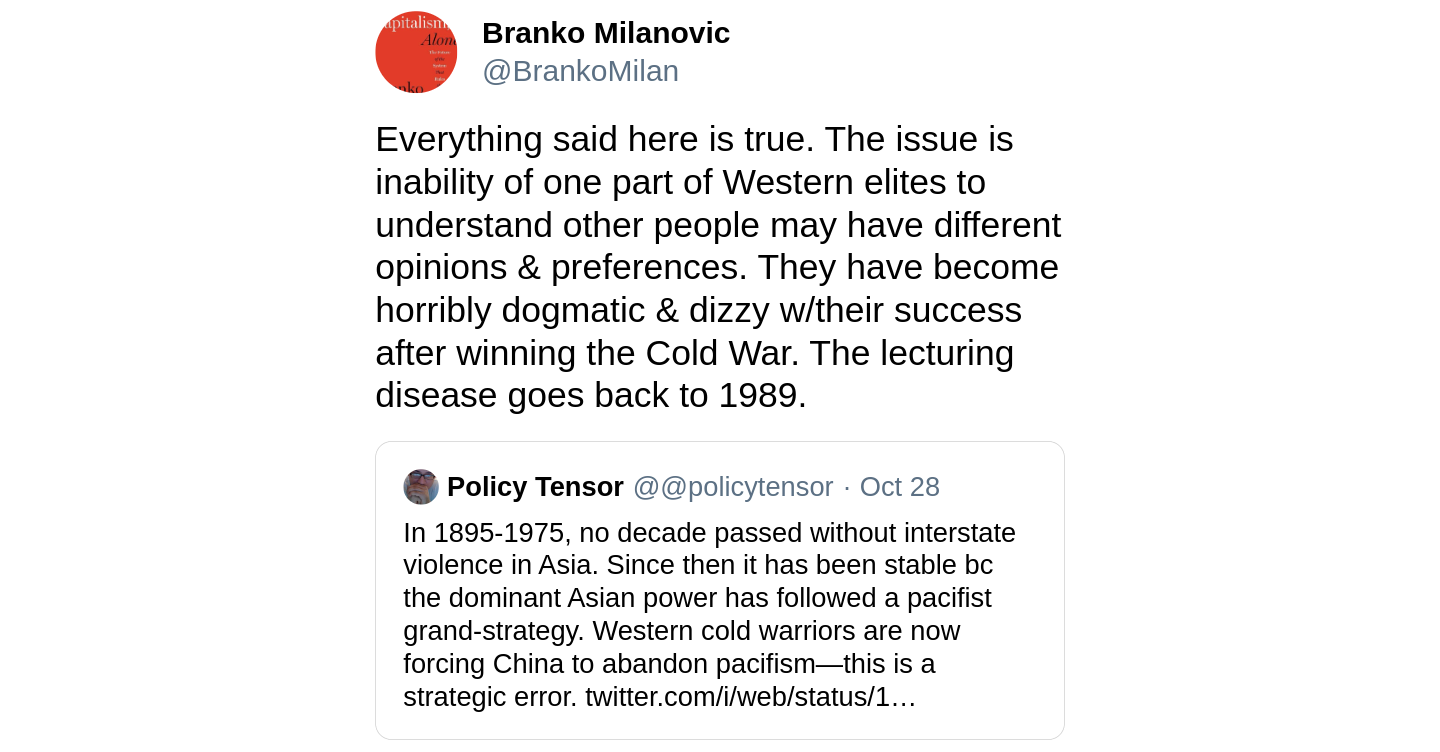 apitalism,
Alone
nko
Branko Milanovic
@BrankoMilan
Everything said here is true. The issue is
inability of one part of Western elites to
understand other people may have different
opinions & preferences. They have become
horribly dogmatic & dizzy w/their success
after winning the Cold War. The lecturing
disease goes back to 1989.
Policy Tensor @@policytensor · Oct 28
In 1895-1975, no decade passed without interstate
violence in Asia. Since then it has been stable bc
the dominant Asian power has followed a pacifist
grand-strategy. Western cold warriors are now
forcing China to abandon pacifism—this is a
strategic error. twitter.com/i/web/status/1…